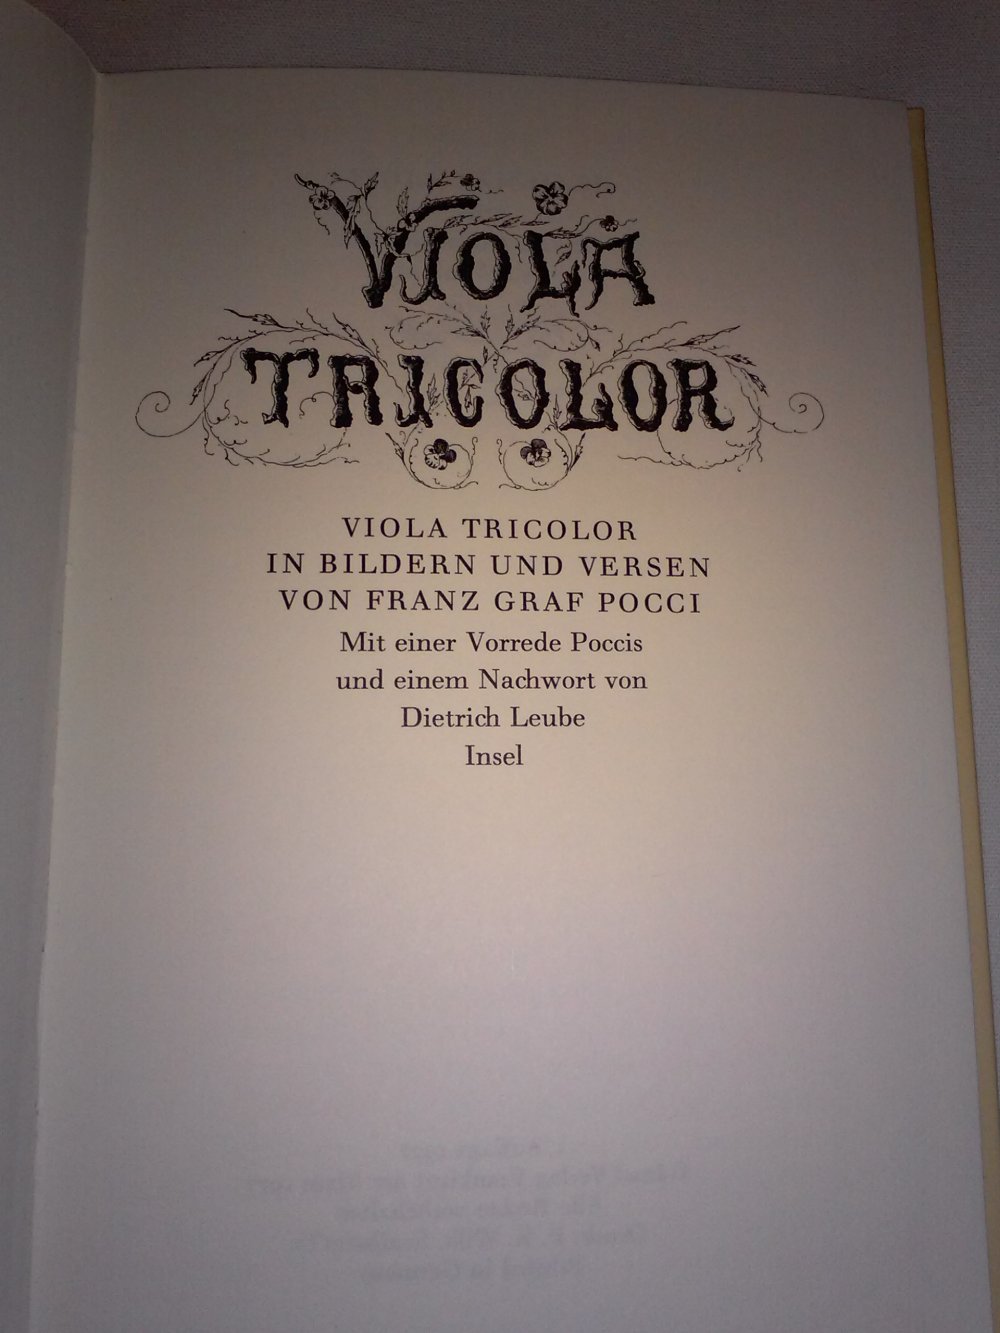 VIOLA
TRICOLOR
VIOLA TRICOLOR
IN BILDERN UND VERSEN
VON FRANZ GRAF POCCI
Mit einer Vorrede Poccis
und einem Nachwort von
Dietrich Leube
Insel